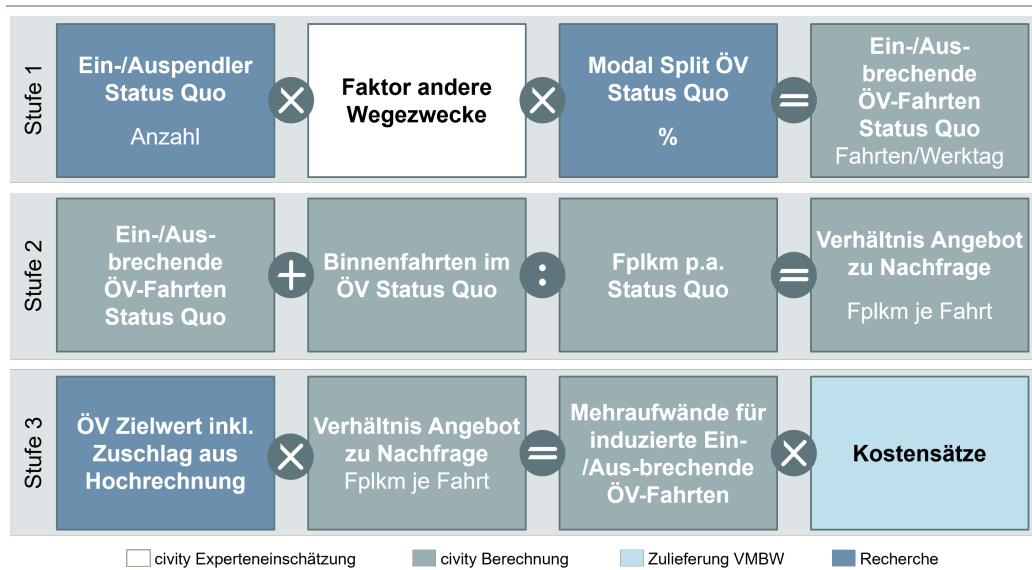 Stufe 1
Ein-/Auspendler
Status Quo
Anzahl
×
Faktor andere
Wegezwecke
×
Modal Split ÖV
Status Quo
%
=
Ein-/Aus-
brechende
ÖV-Fahrten
Status Quo
Fahrten/Werktag
Stufe 2
Ein-/Aus-
brechende
ÖV-Fahrten
Status Quo
+
Binnenfahrten im
ÖV Status Quo
:
Fplkm p.a.
Status Quo
=
Verhältnis Angebot
zu Nachfrage
Fplkm je Fahrt
Stufe 3
ÖV Zielwert inkl.
Zuschlag aus
Hochrechnung
×
Verhältnis Angebot
zu Nachfrage
Fplkm je Fahrt
=
Mehraufwände für
induzierte Ein-
/Aus-brechende
ÖV-Fahrten
×
Kostensätze
civity Experteneinschätzung
civity Berechnung
Zulieferung VMBW
Recherche